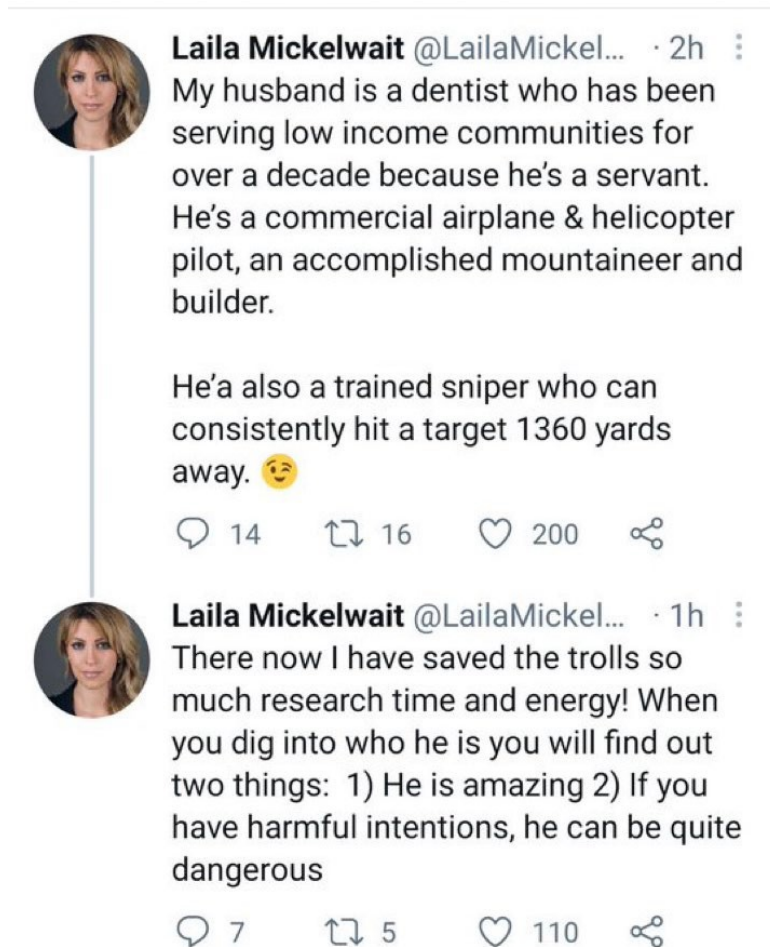 Laila Mickelwait @LailaMickel... · 2h
My husband is a dentist who has been
serving low income communities for
over a decade because he's a servant.
He's a commercial airplane & helicopter
pilot, an accomplished mountaineer and
builder.
He'a also a trained sniper who can
consistently hit a target 1360 yards
away. 😉
14 16 200
Laila Mickelwait @LailaMickel... · 1h
There now I have saved the trolls so
much research time and energy! When
you dig into who he is you will find out
two things:  1) He is amazing 2) If you
have harmful intentions, he can be quite
dangerous
7 5 110